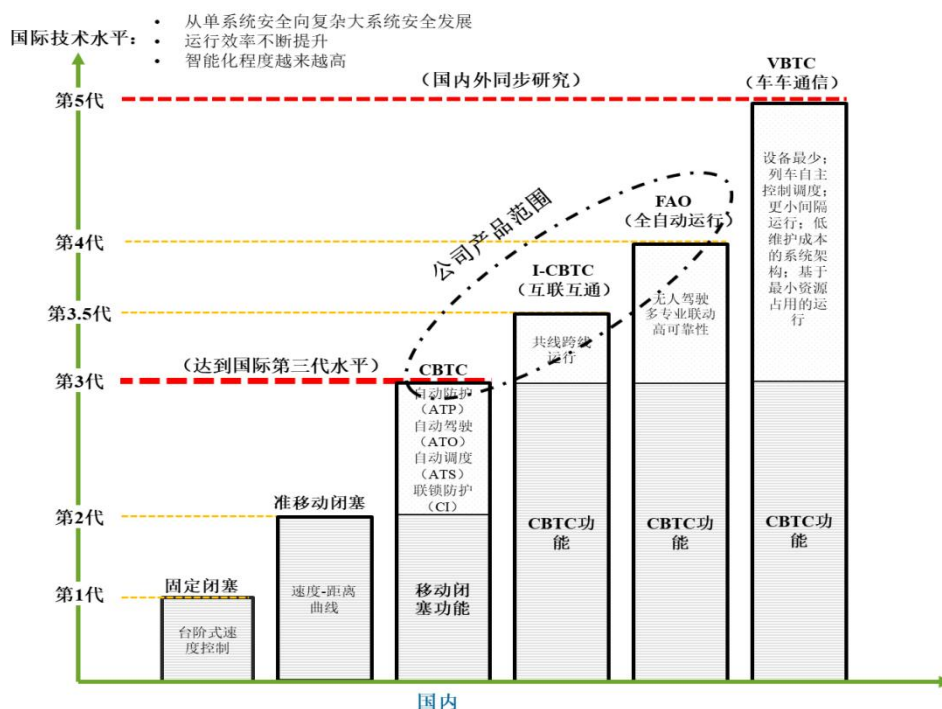 从单系统安全向复杂大系统安全发展
国际技术水平：
运行效率不断提升
智能化程度越来越高
VBTC
（车车通信）
（国内外同步研究）
第5代
设备最少；
列车自主
控制调度；
更小间隔
运行；低
维护成本
的系统架
构；基于
最小资源
占用的运
行
公司产品范围
FAO
（全自动运行）
第4代
I-CBTC
（互联互通）
无人驾驶
多专业联动
高可靠性
第3.5代
共线跨线
运行
（达到国际第三代水平）
CBTC
第3代
自动防护
（ATP）
自动驾驶
（ATO）
自动调度
（ATS）
联锁防护
（CI）
准移动闭塞
第2代
CBTC功
能
CBTC功
能
CBTC功
能
固定闭塞
第1代
速度-距离
曲线
移动闭
塞功能
台阶式速
度控制
国内